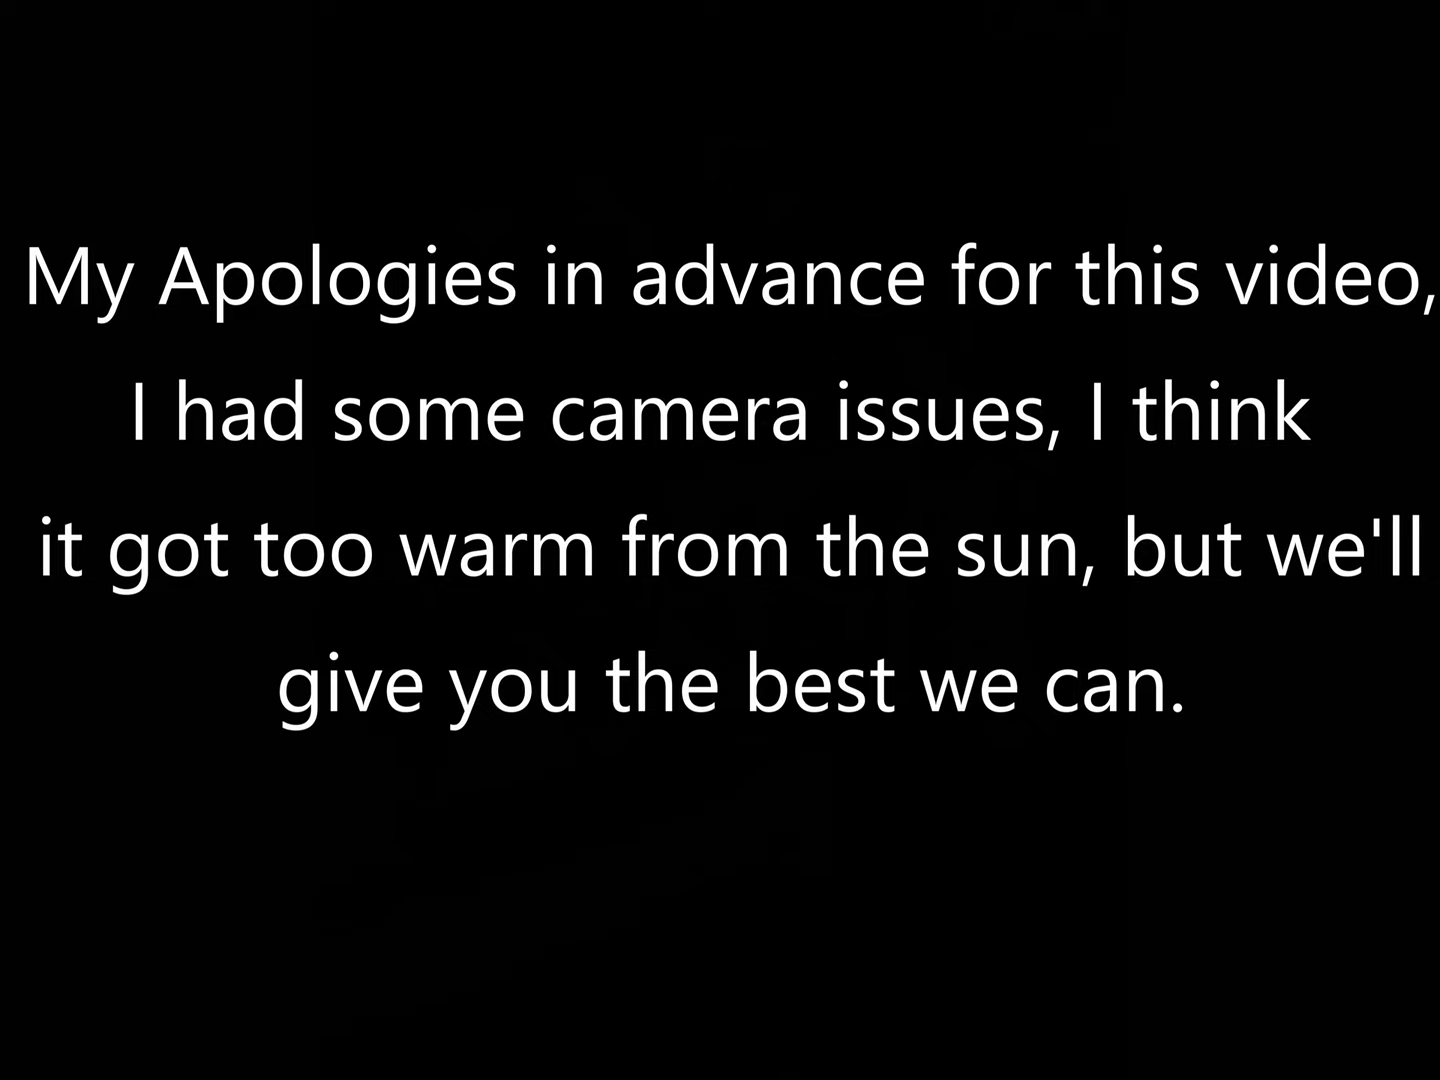 My Apologies in advance for this video,
I had some camera issues, I think
it got too warm from the sun, but we'll
give you the best we can.